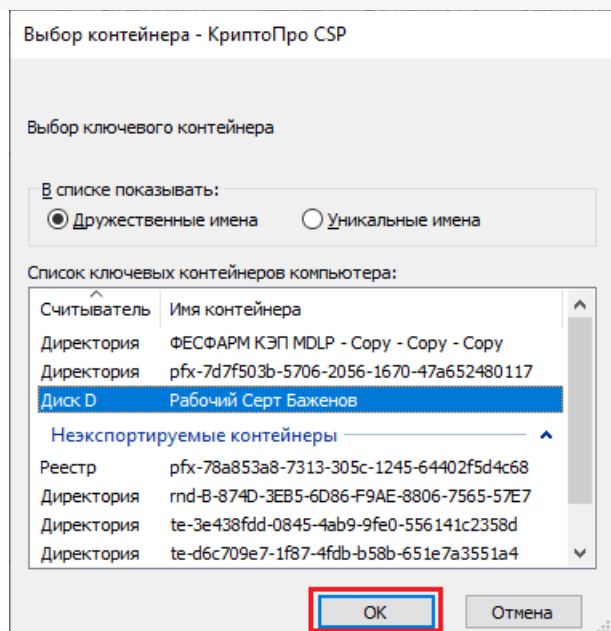 Выбор контейнера - КриптоПро CSP
Выбор ключевого контейнера
В списке показывать:
Дружественные имена Уникальные имена
Список ключевых контейнеров компьютера:
Считыватель Имя контейнера
Директория ФЕСФАРМ КЭП MDLP - Copy - Copy - Copy
Директория pfx-7d7f503b-5706-2056-1670-47a652480117
Диск D Рабочий Серт Баженов
Неэкспортируемые контейнеры
Реестр pfx-78a853a8-7313-305c-1245-64402f5d4c68
Директория rnd-B-874D-3EB5-6D86-F9AE-8806-7565-57E7
Директория te-3e438fdd-0845-4ab9-9fe0-556141c2358d
Директория te-d6c709e7-1f87-4fdb-b58b-651e7a3551a4
ОК Отмена